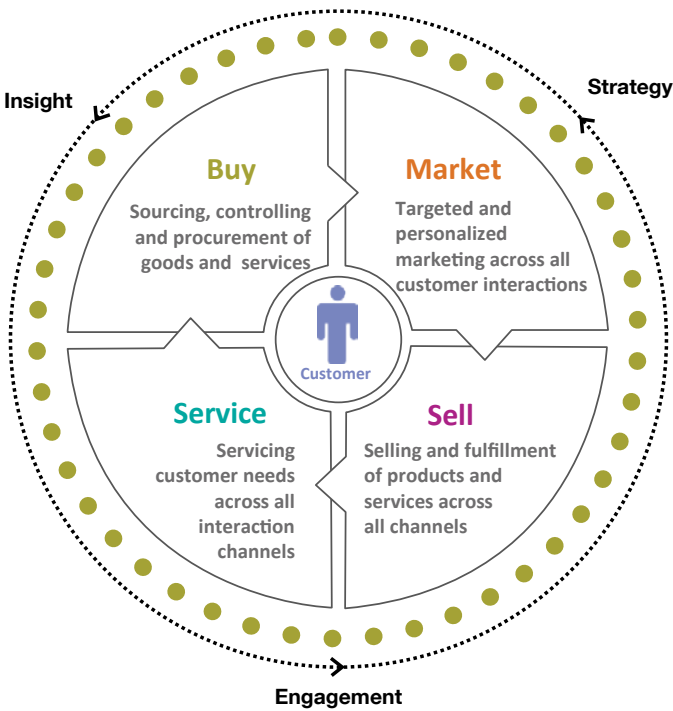 Insight
Strategy
Buy
Sourcing, controlling
and procurement of
goods and services
Market
Targeted and
personalized
marketing across all
customer interactions
Customer
Service
Servicing
customer needs
across all
interaction
channels
Sell
Selling and fulfillment
of products and
services across
all channels
Engagement